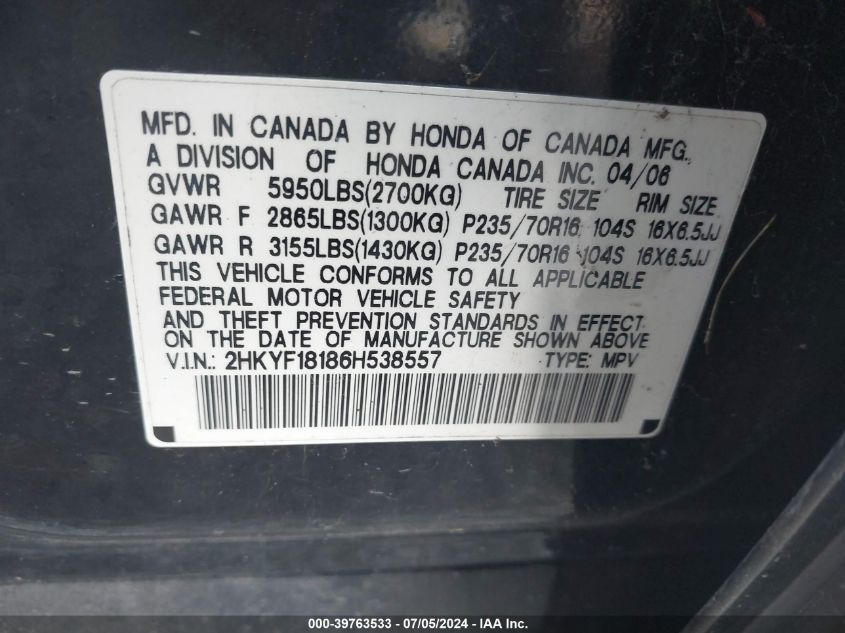 MFD. IN CANADA BY HONDA OF CANADA MFG.,
A DIVISION OF HONDA CANADA INC. 04/06
GVWR 5950LBS(2700KG) TIRE SIZE RIM SIZE
GAWR F 2865LBS(1300KG) P235/70R16 104S 16X6.5JJ
GAWR R 3155LBS(1430KG) P235/70R16 104S 16X6.5JJ
THIS VEHICLE CONFORMS TO ALL APPLICABLE
FEDERAL MOTOR VEHICLE SAFETY
AND THEFT PREVENTION STANDARDS IN EFFECT
ON THE DATE OF MANUFACTURE SHOWN ABOVE
V.I.N.: 2HKYF18186H538557 TYPE: MPV
000-39763533 - 07/05/2024 - IAA Inc.